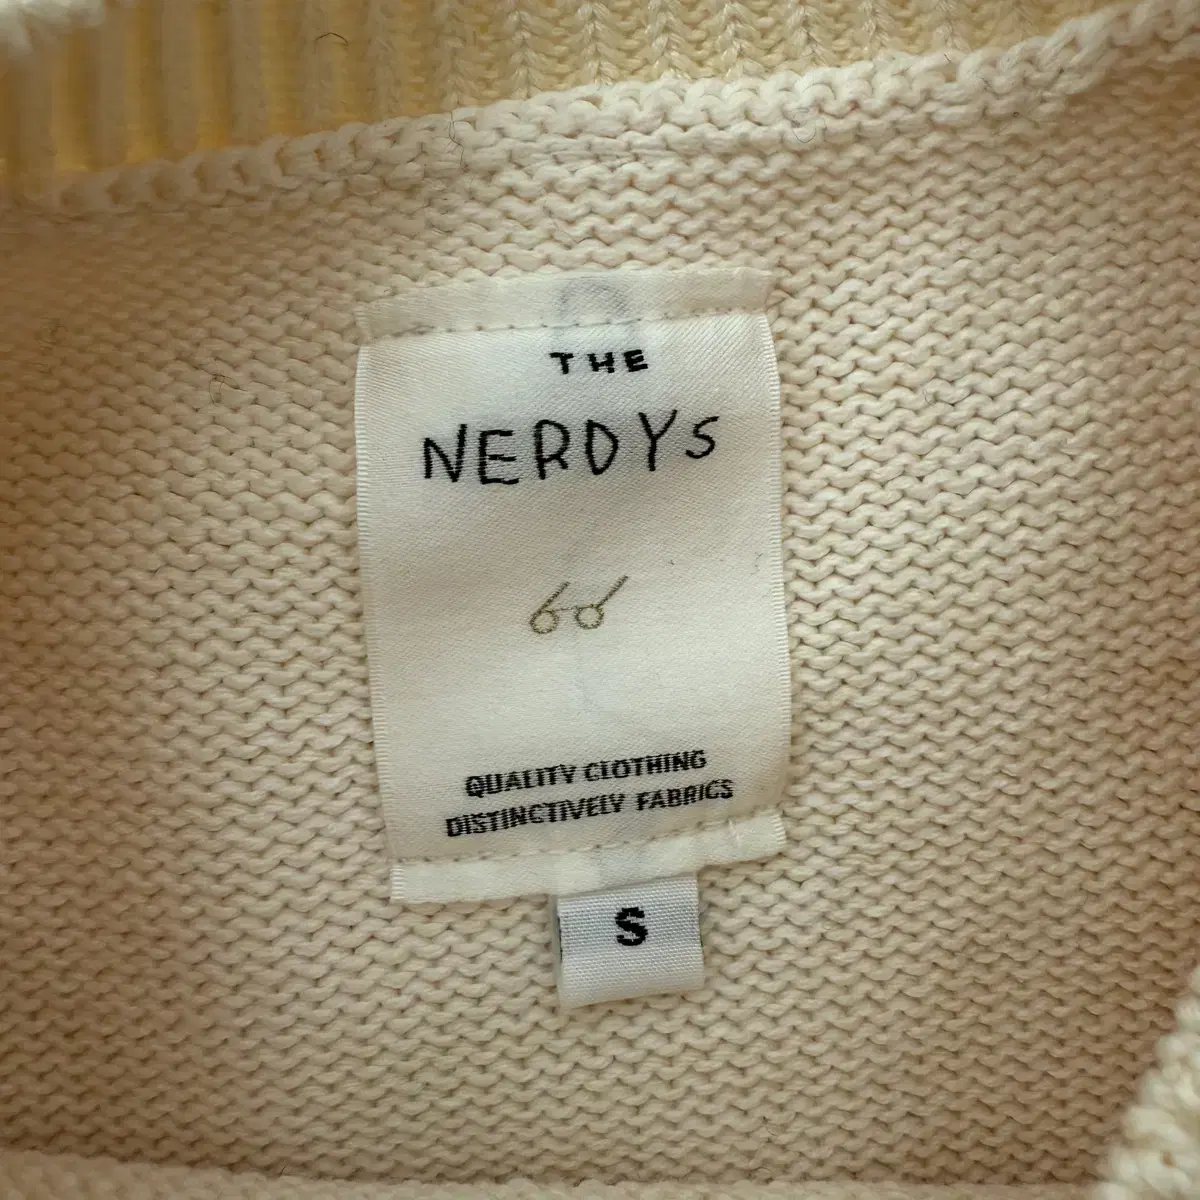 THE
NERDYS
QUALITY CLOTHING
DISTINCTIVELY FABRICS
S